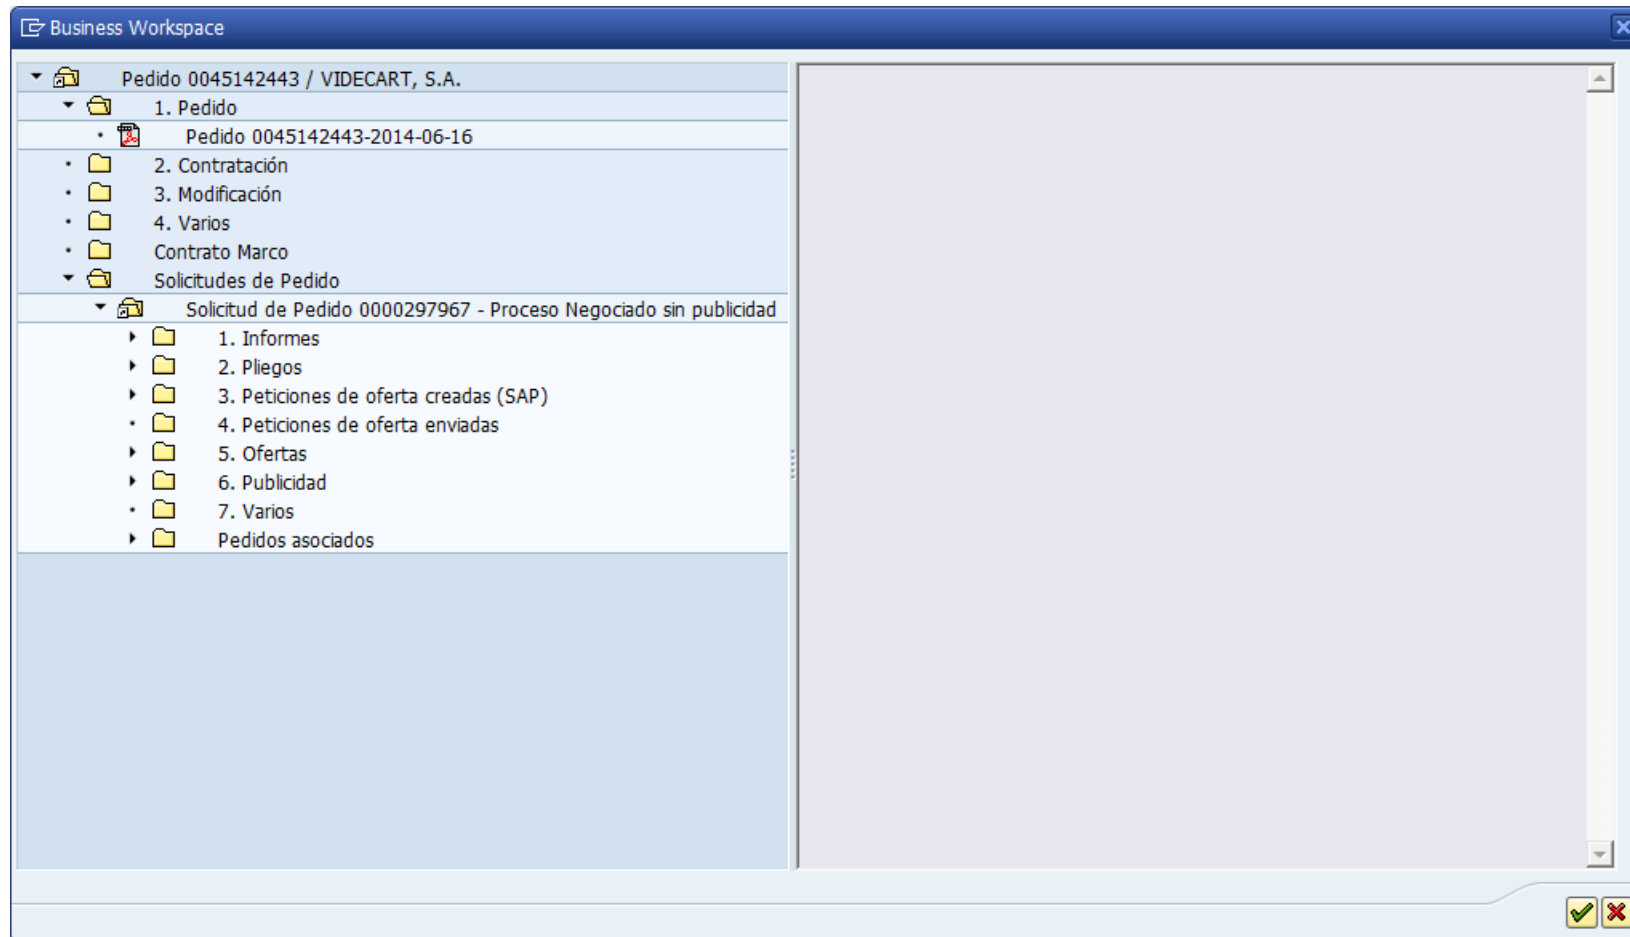 Business Workspace
Pedido 0045142443 / VIDECART, S.A.
1. Pedido
Pedido 0045142443-2014-06-16
2. Contratación
3. Modificación
4. Varios
Contrato Marco
Solicitudes de Pedido
Solicitud de Pedido 0000297967 - Proceso Negociado sin publicidad
1. Informes
2. Pliegos
3. Peticiones de oferta creadas (SAP)
4. Peticiones de oferta enviadas
5. Ofertas
6. Publicidad
7. Varios
Pedidos asociados